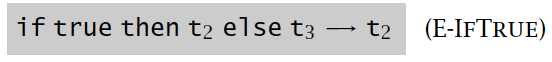 if true then t₂ else t₃ ⟶ t₂ (E-IFTRUE)